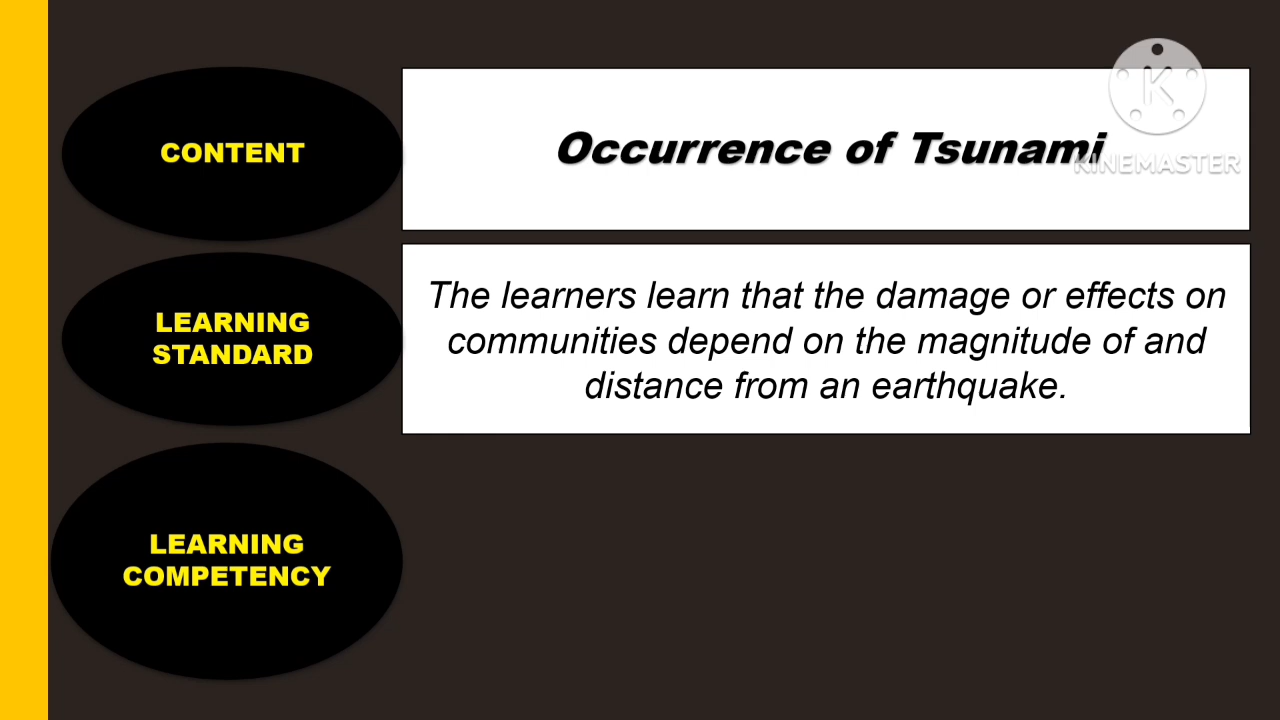 CONTENT
Occurrence of Tsunami
K
KINEMASTER
LEARNING
STANDARD
The learners learn that the damage or effects on
communities depend on the magnitude of and
distance from an earthquake.
LEARNING
COMPETENCY